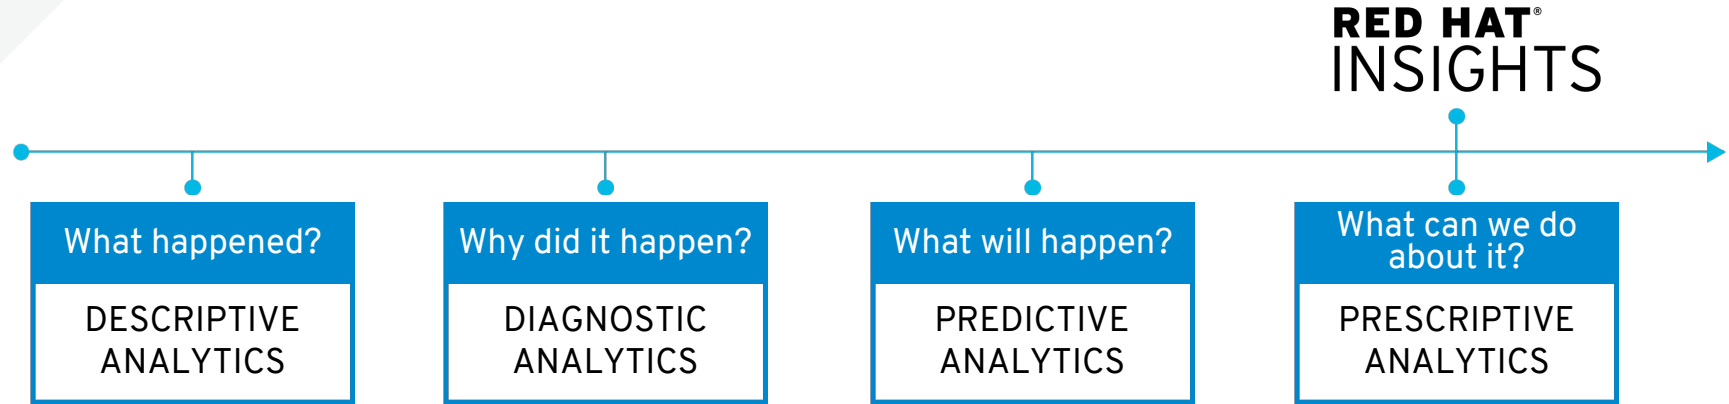 RED HAT®
INSIGHTS
What happened?
DESCRIPTIVE
ANALYTICS
Why did it happen?
DIAGNOSTIC
ANALYTICS
What will happen?
PREDICTIVE
ANALYTICS
What can we do
about it?
PRESCRIPTIVE
ANALYTICS